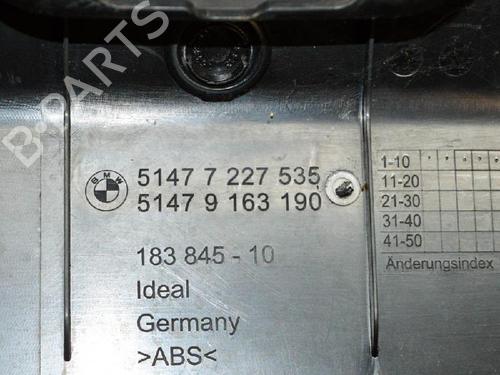 B-PARTS
BMW
5147 7 227 535
5147 9 163 190
183 845 - 10
Ideal
Germany
>ABS<
1-10
11-20
21-30
31-40
41-50
Änderungsindex